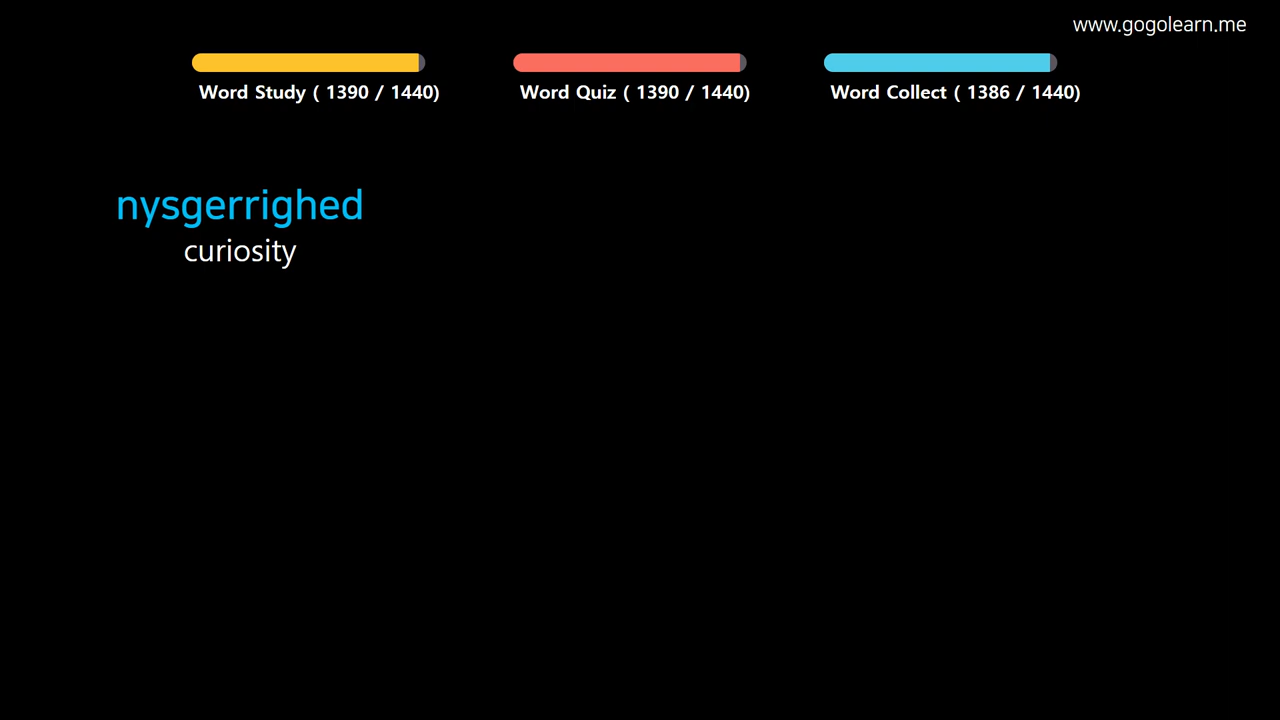 www.gogolearn.me
Word Study ( 1390 / 1440)
Word Quiz ( 1390 / 1440)
Word Collect ( 1386 / 1440)
nysgerrighed
curiosity